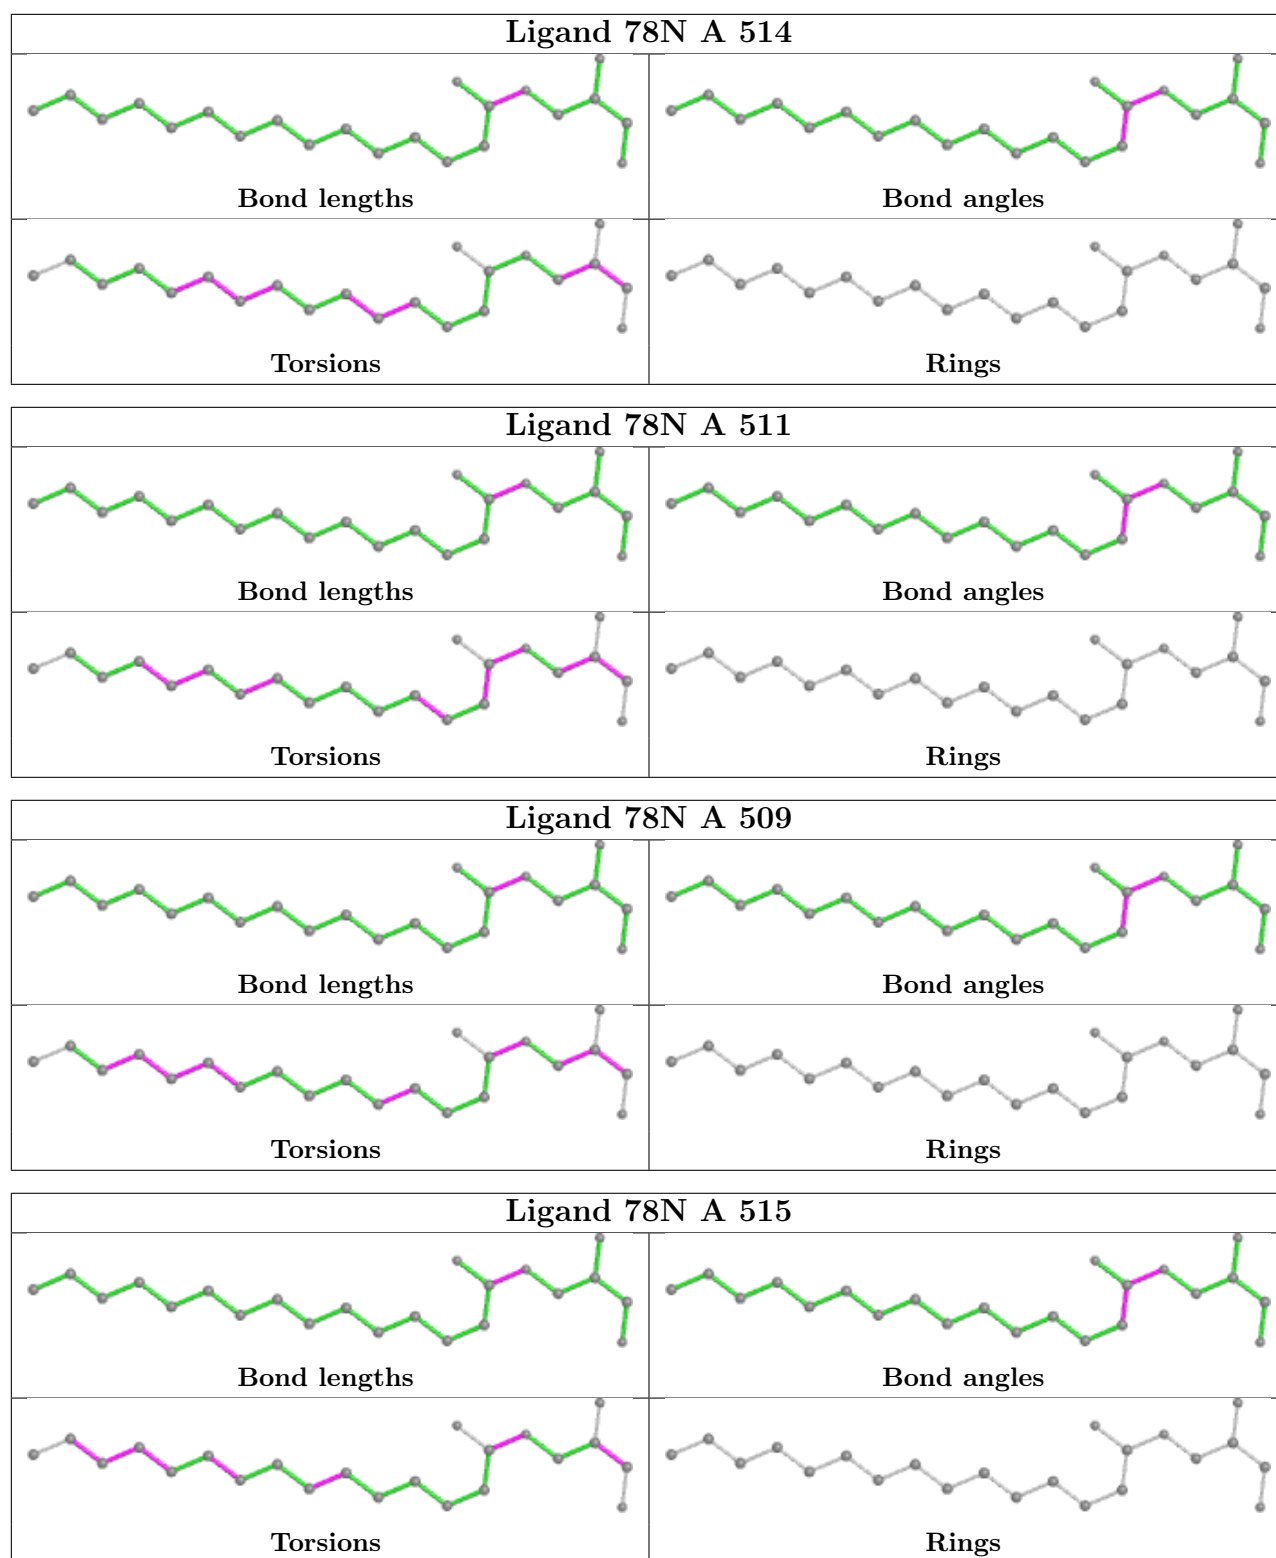 Ligand 78N A 514
Bond lengths
Bond angles
Torsions
Rings
Ligand 78N A 511
Bond lengths
Bond angles
Torsions
Rings
Ligand 78N A 509
Bond lengths
Bond angles
Torsions
Rings
Ligand 78N A 515
Bond lengths
Bond angles
Torsions
Rings